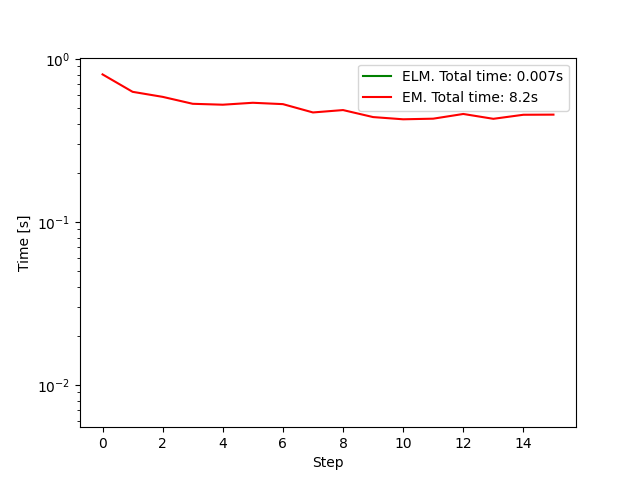 10⁰
10⁻¹
10⁻²
Time [s]
ELM. Total time: 0.007s
EM. Total time: 8.2s
0 2 4 6 8 10 12 14
Step